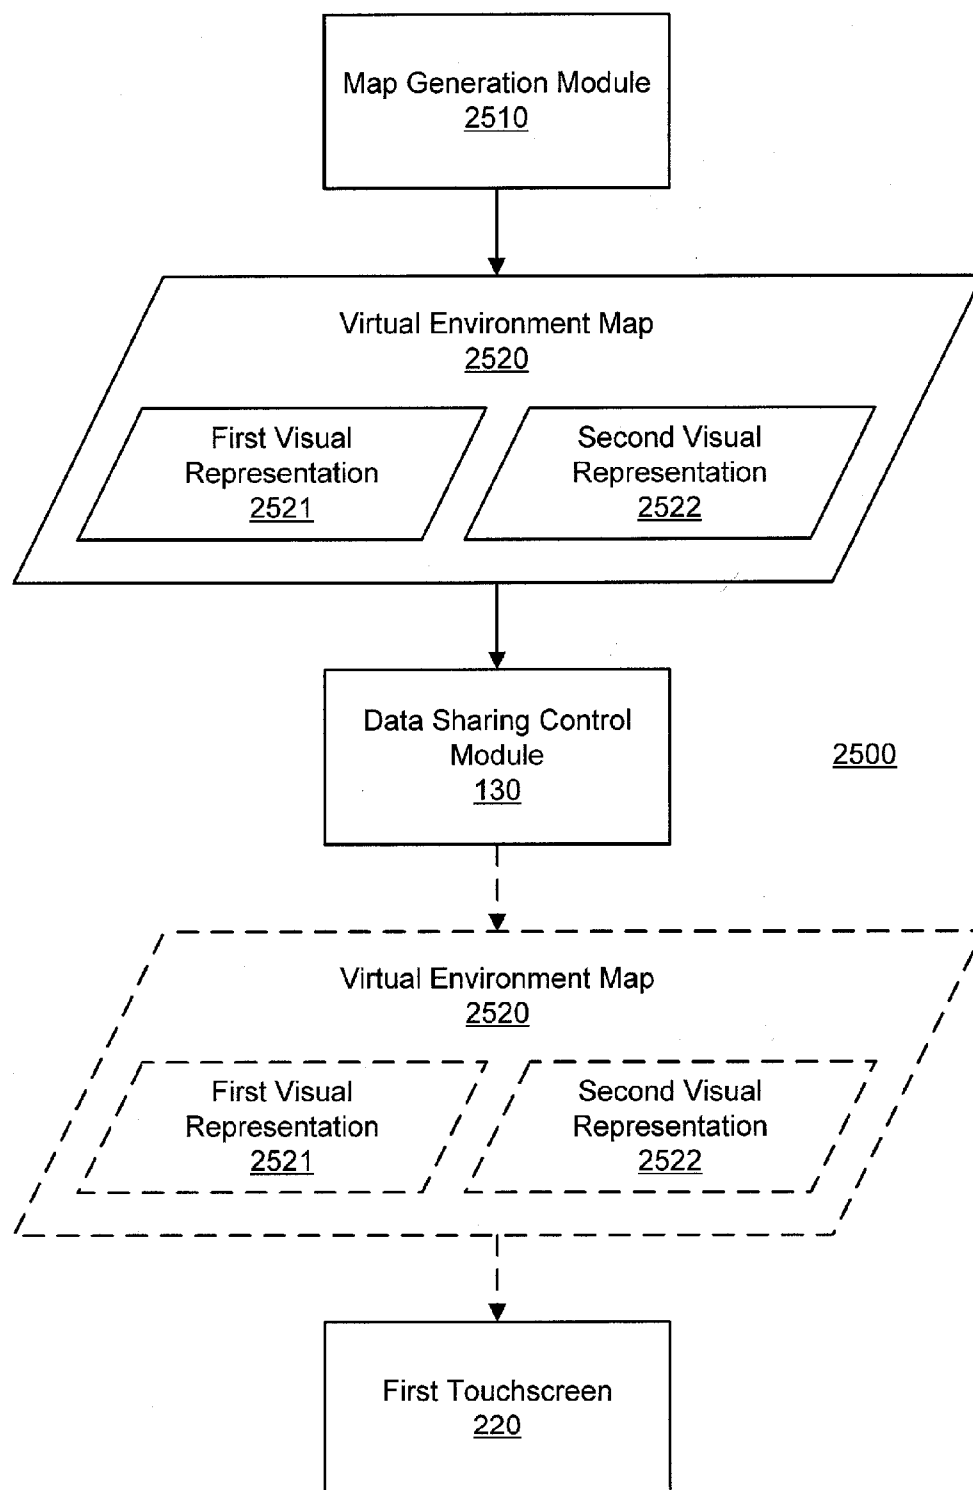 Map Generation Module
2510
Virtual Environment Map
2520
First Visual
Representation
2521
Second Visual
Representation
2522
Data Sharing Control
Module
130
2500
Virtual Environment Map
2520
First Visual
Representation
2521
Second Visual
Representation
2522
First Touchscreen
220